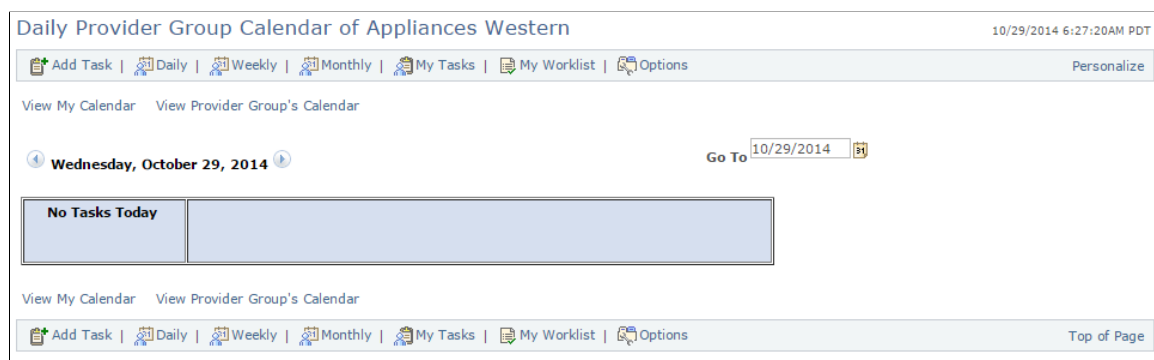 Daily Provider Group Calendar of Appliances Western
10/29/2014 6:27:20AM PDT
Add Task | Daily | Weekly | Monthly | My Tasks | My Worklist | Options
Personalize
View My Calendar View Provider Group's Calendar
Wednesday, October 29, 2014
Go To 10/29/2014
No Tasks Today
View My Calendar View Provider Group's Calendar
Add Task | Daily | Weekly | Monthly | My Tasks | My Worklist | Options
Top of Page